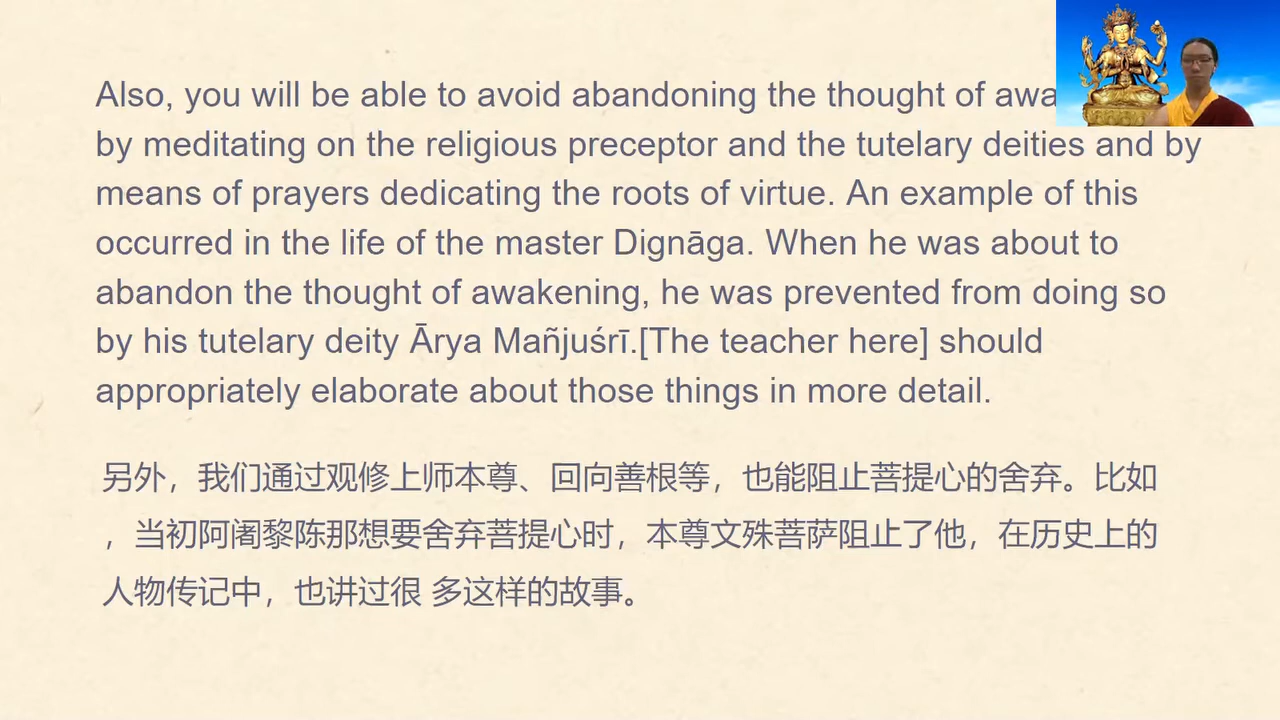 Also, you will be able to avoid abandoning the thought of
by meditating on the religious preceptor and the tutelary deities and by
means of prayers dedicating the roots of virtue. An example of this
occurred in the life of the master Dignāga. When he was about to
abandon the thought of awakening, he was prevented from doing so
by his tutelary deity Ārya Mañjuśrī.[The teacher here] should
appropriately elaborate about those things in more detail.
另外，我们通过观修上师本尊、回向善根等，也能阻止菩提心的舍弃。比如
，当初阿阇黎陈那想要舍弃菩提心时，本尊文殊菩萨阻止了他，在历史上的
人物传记中，也讲过很 多这样的故事。